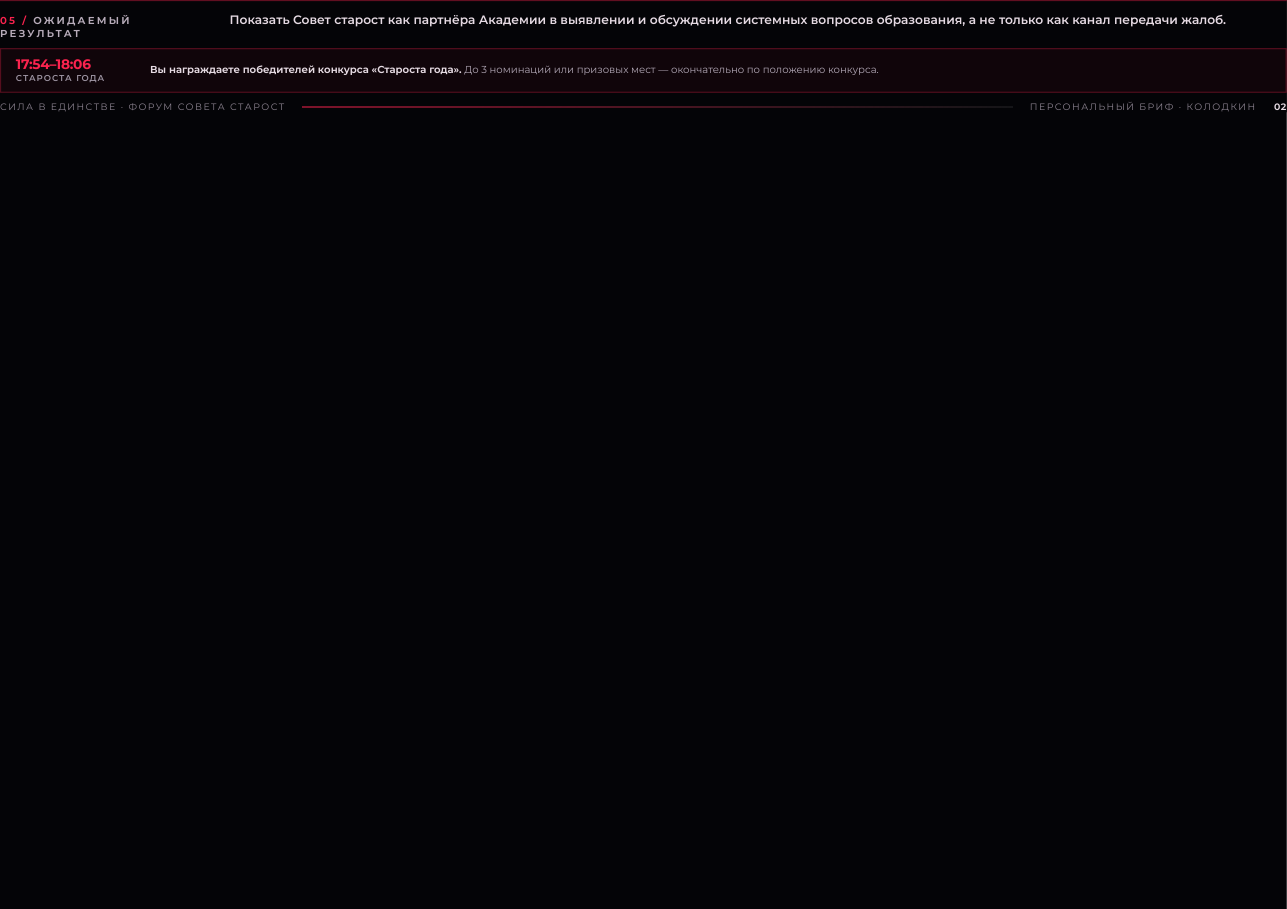 05 / ОЖИДАЕМЫЙ
РЕЗУЛЬТАТ
Показать Совет старост как партнёра Академии в выявлении и обсуждении системных вопросов образования, а не только как канал передачи жалоб.
17:54–18:06
СТАРОСТА ГОДА
Вы награждаете победителей конкурса «Староста года». До 3 номинаций или призовых мест — окончательно по положению конкурса.
СИЛА В ЕДИНСТВЕ · ФОРУМ СОВЕТА СТАРОСТ
ПЕРСОНАЛЬНЫЙ БРИФ · КОЛОДКИН 02